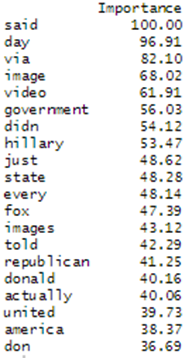 Importance
said 100.00
day 96.91
via 82.10
image 68.02
video 61.91
government 56.03
didn 54.12
hillary 53.47
just 48.62
state 48.28
every 48.14
fox 47.39
images 43.12
told 42.29
republican 41.25
donald 40.16
actually 40.06
united 39.73
america 38.37
don 36.69